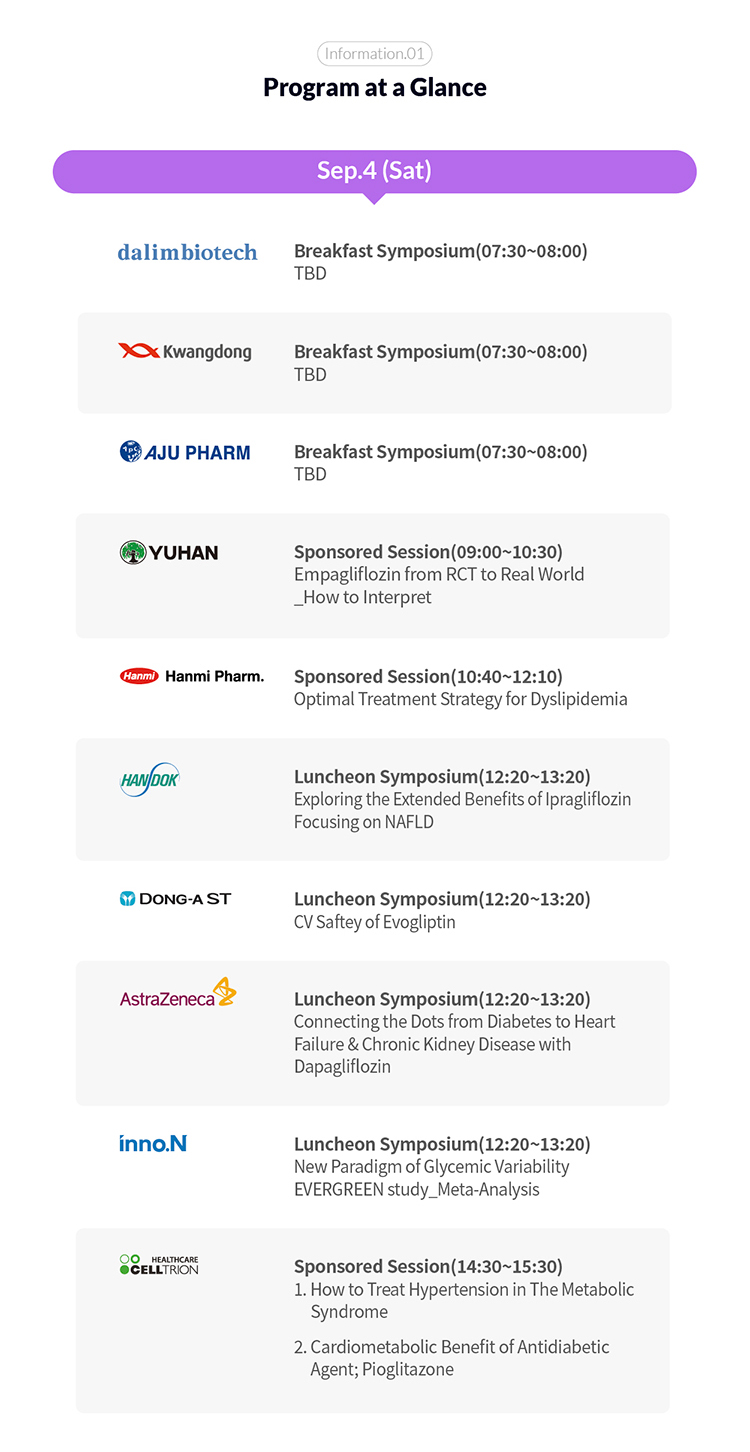 Information.01
Program at a Glance
Sep.4 (Sat)
dalimbiotech
Breakfast Symposium(07:30~08:00)
TBD
Kwangdong
Breakfast Symposium(07:30~08:00)
TBD
AJU PHARM
Breakfast Symposium(07:30~08:00)
TBD
YUHAN
Sponsored Session(09:00~10:30)
Empagliflozin from RCT to Real World
_How to Interpret
Hanmi Hanmi Pharm.
Sponsored Session(10:40~12:10)
Optimal Treatment Strategy for Dyslipidemia
HANDOK
Luncheon Symposium(12:20~13:20)
Exploring the Extended Benefits of Ipragliflozin
Focusing on NAFLD
DONG-A ST
Luncheon Symposium(12:20~13:20)
CV Saftey of Evogliptin
AstraZeneca
Luncheon Symposium(12:20~13:20)
Connecting the Dots from Diabetes to Heart
Failure & Chronic Kidney Disease with
Dapagliflozin
inno.N
Luncheon Symposium(12:20~13:20)
New Paradigm of Glycemic Variability
EVERGREEN study_Meta-Analysis
HEALTHCARE
CELLTRION
Sponsored Session(14:30~15:30)
1. How to Treat Hypertension in The Metabolic
Syndrome
2. Cardiometabolic Benefit of Antidiabetic
Agent; Pioglitazone